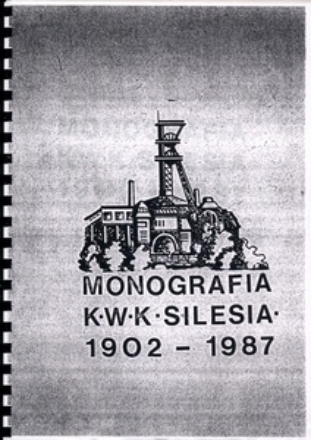 MONOGRAFIA
K·W·K·SILESIA·
1902 - 1987